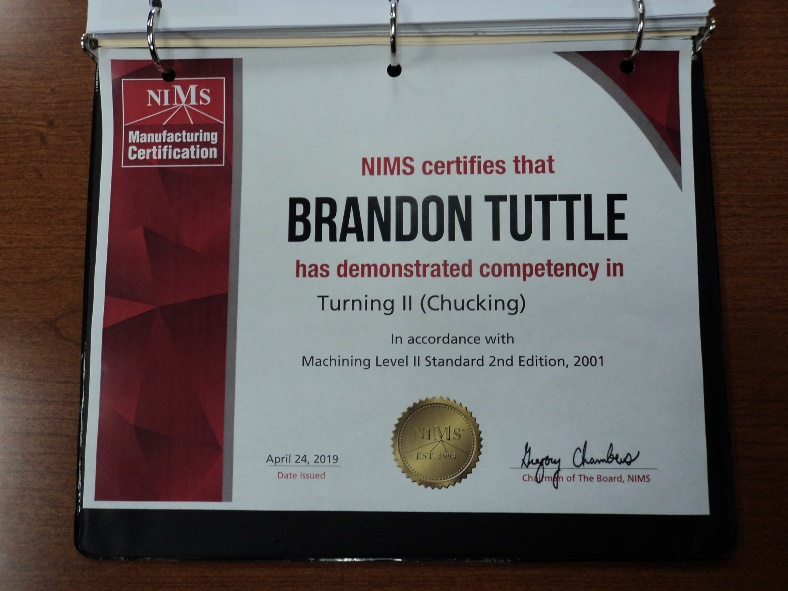 NIMS
Manufacturing
Certification
NIMS certifies that
BRANDON TUTTLE
has demonstrated competency in
Turning II (Chucking)
In accordance with
Machining Level II Standard 2nd Edition, 2001
NIMS
EST.
April 24, 2019
Date Issued
Gregory Chambers
Chairman of The Board, NIMS